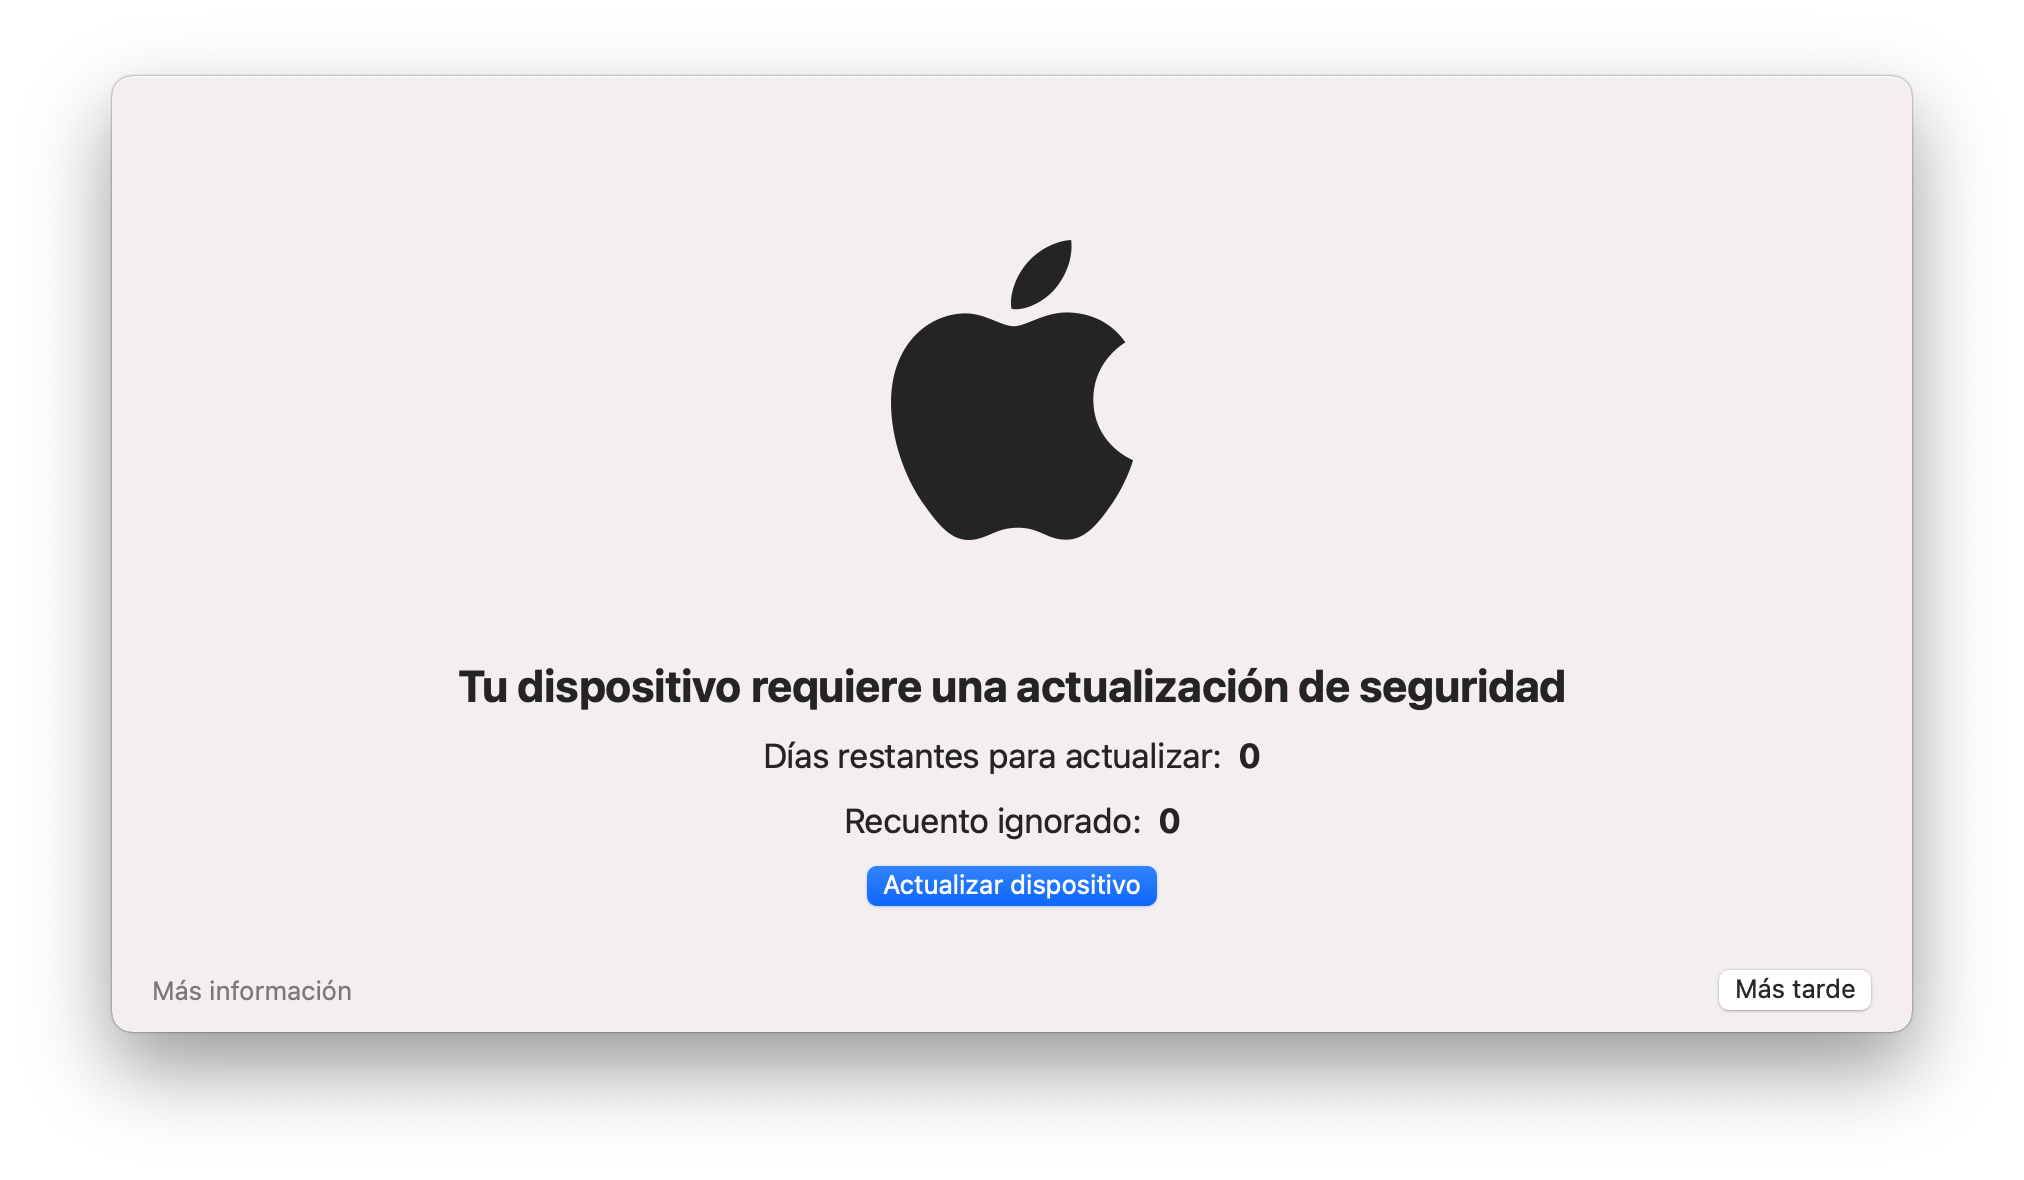 Tu dispositivo requiere una actualización de seguridad
Días restantes para actualizar: 0
Recuento ignorado: 0
Actualizar dispositivo
Más información
Más tarde